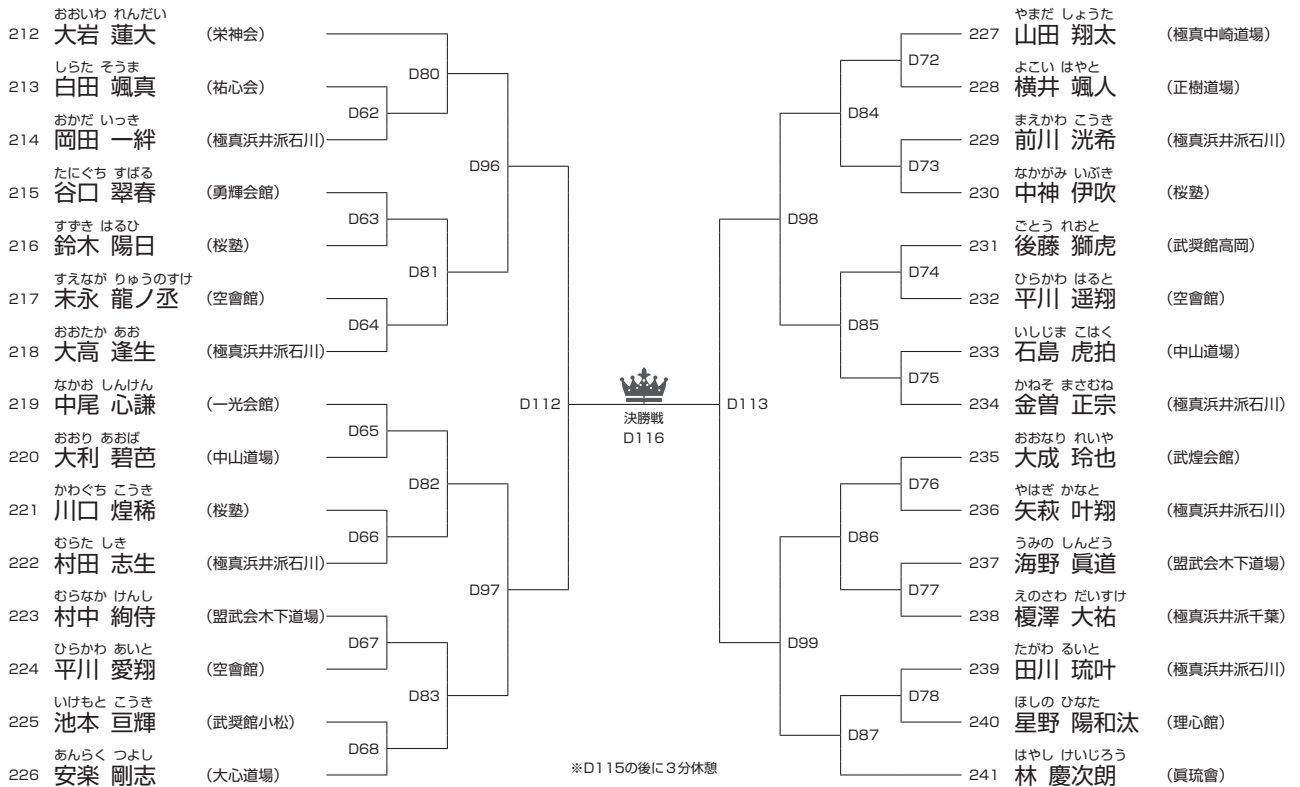 おおいわ れんだい
212 大岩 蓮大 (栄神会)
しらた そうま
213 白田 颯真 (祐心会)
おかだ いっき
214 岡田 一絆 (極真浜井派石川)
たにぐち すばる
215 谷口 翠春 (勇輝会館)
すずき はるひ
216 鈴木 陽日 (桜塾)
すえなが りゅうのすけ
217 末永 龍ノ丞 (空會館)
おおたか あお
218 大高 逢生 (極真浜井派石川)
なかお しんけん
219 中尾 心謙 (一光会館)
おおり あおば
220 大利 碧芭 (中山道場)
かわぐち こうき
221 川口 煌稀 (桜塾)
むらた しき
222 村田 志生 (極真浜井派石川)
むらなか けんし
223 村中 絢侍 (盟武会木下道場)
ひらかわ あいと
224 平川 愛翔 (空會館)
いけもと こうき
225 池本 亘輝 (武奨館小松)
あんらく つよし
226 安楽 剛志 (大心道場)
D62
D63
D64
D65
D66
D67
D68
D80
D81
D82
D83
D96
D97
D112
決勝戦
D116
D113
D98
D99
D84
D85
D86
D87
D72
D73
D74
D75
D76
D77
D78
やまだ しょうた
227 山田 翔太 (極真中崎道場)
よこい はやと
228 横井 颯人 (正樹道場)
まえかわ こうき
229 前川 洸希 (極真浜井派石川)
なかがみ いぶき
230 中神 伊吹 (桜塾)
ごとう れおと
231 後藤 獅虎 (武奨館高岡)
ひらかわ はると
232 平川 遥翔 (空會館)
いしじま こはく
233 石島 虎拍 (中山道場)
かねそ まさむね
234 金曽 正宗 (極真浜井派石川)
おおなり れいや
235 大成 玲也 (武煌会館)
やはぎ かなと
236 矢萩 叶翔 (極真浜井派石川)
うみの しんどう
237 海野 眞道 (盟武会木下道場)
えのさわ だいすけ
238 榎澤 大祐 (極真浜井派千葉)
たがわ るいと
239 田川 琉叶 (極真浜井派石川)
ほしの ひなた
240 星野 陽和汰 (理心館)
はやし けいじろう
241 林 慶次朗 (眞琉會)
※D115の後に3分休憩